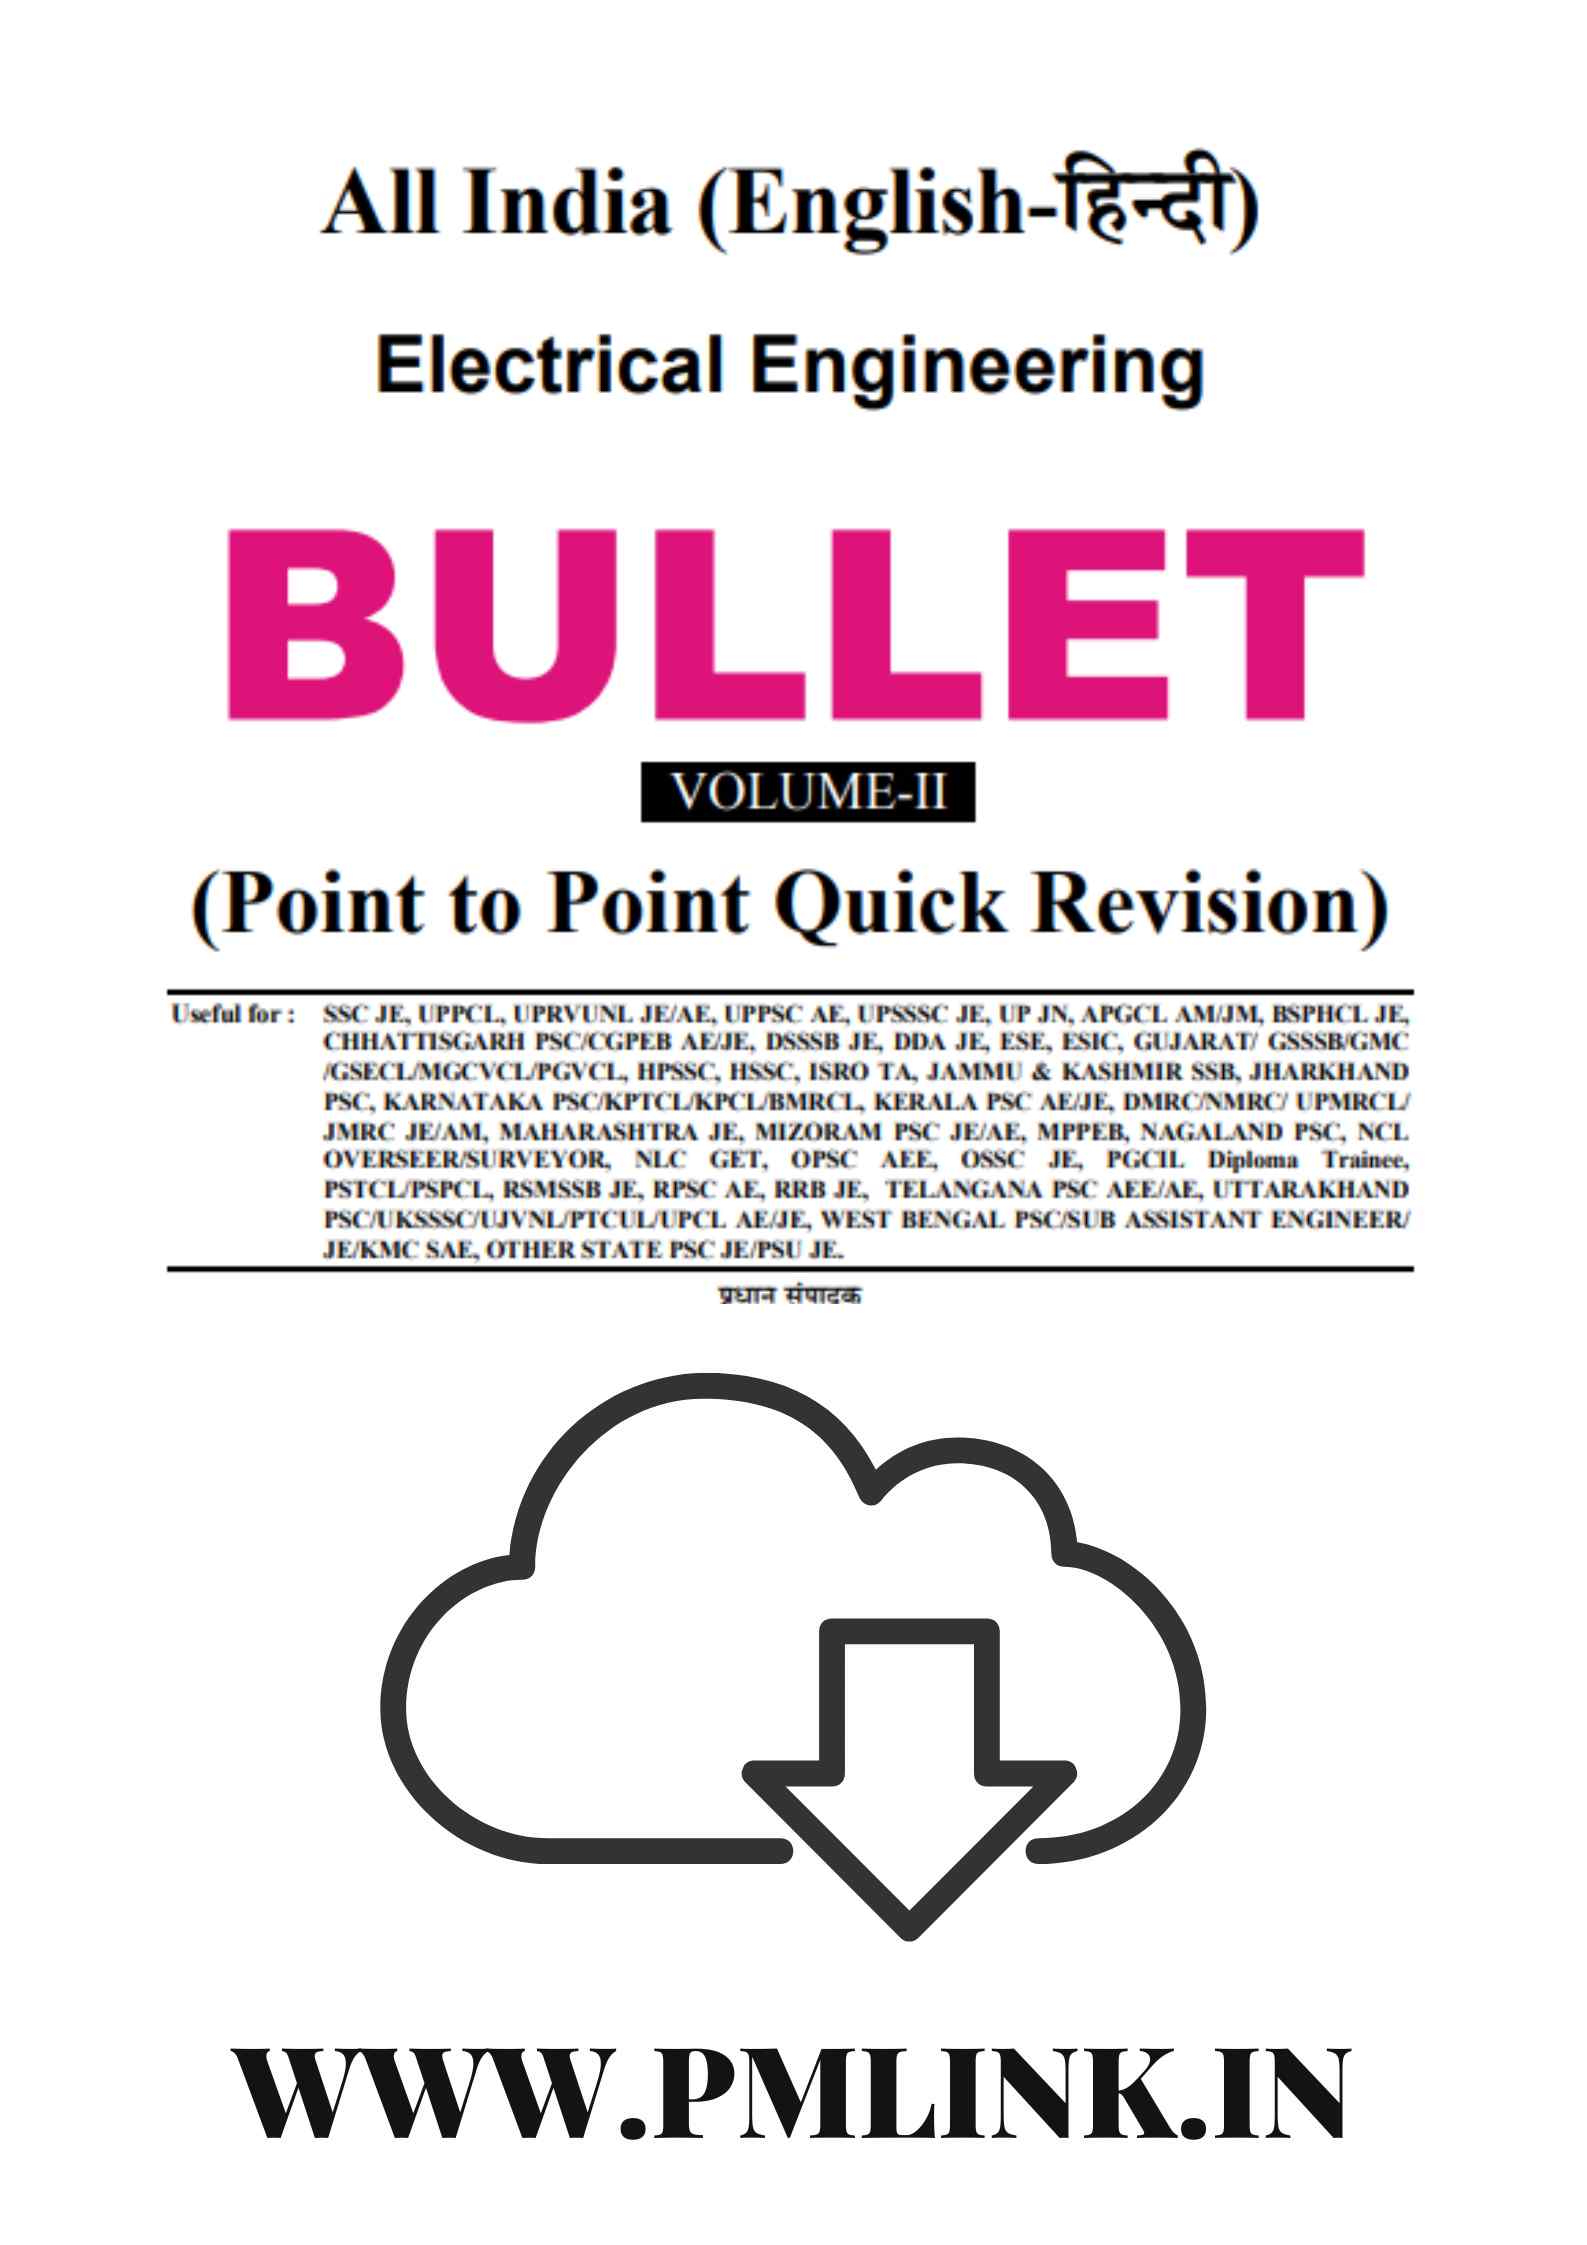 All India (English-हिन्दी)
Electrical Engineering
BULLET
VOLUME-II
(Point to Point Quick Revision)
Useful for : SSC JE, UPPCL, UPRVUNL JE/AE, UPPSC AE, UPSSSC JE, UP JN, APGCL AM/JM, BSPHCL JE,
CHHATTISGARH PSC/CGPEB AE/JE, DSSSB JE, DDA JE, ESE, ESIC, GUJARAT/ GSSSB/GMC
/GSECL/MGCVCL/PGVCL, HPSSC, HSSC, ISRO TA, JAMMU & KASHMIR SSB, JHARKHAND
PSC, KARNATAKA PSC/KPTCL/KPCL/BMRCL, KERALA PSC AE/JE, DMRC/NMRC/ UPMRCL/
JMRC JE/AM, MAHARASHTRA JE, MIZORAM PSC JE/AE, MPPEB, NAGALAND PSC, NCL
OVERSEER/SURVEYOR, NLC GET, OPSC AEE, OSSC JE, PGCIL Diploma Trainee,
PSTCL/PSPCL, RSMSSB JE, RPSC AE, RRB JE, TELANGANA PSC AEE/AE, UTTARAKHAND
PSC/UKSSSC/UJVNL/PTCUL/UPCL AE/JE, WEST BENGAL PSC/SUB ASSISTANT ENGINEER/
JE/KMC SAE, OTHER STATE PSC JE/PSU JE.
प्रधान संपादक
WWW.PMLINK.IN